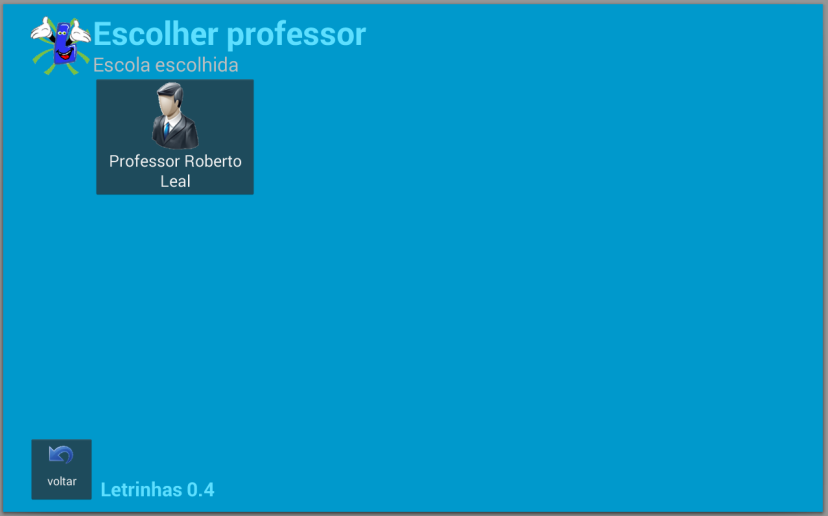 Escolher professor
Escola escolhida
Professor Roberto
Leal
voltar
Letrinhas 0.4